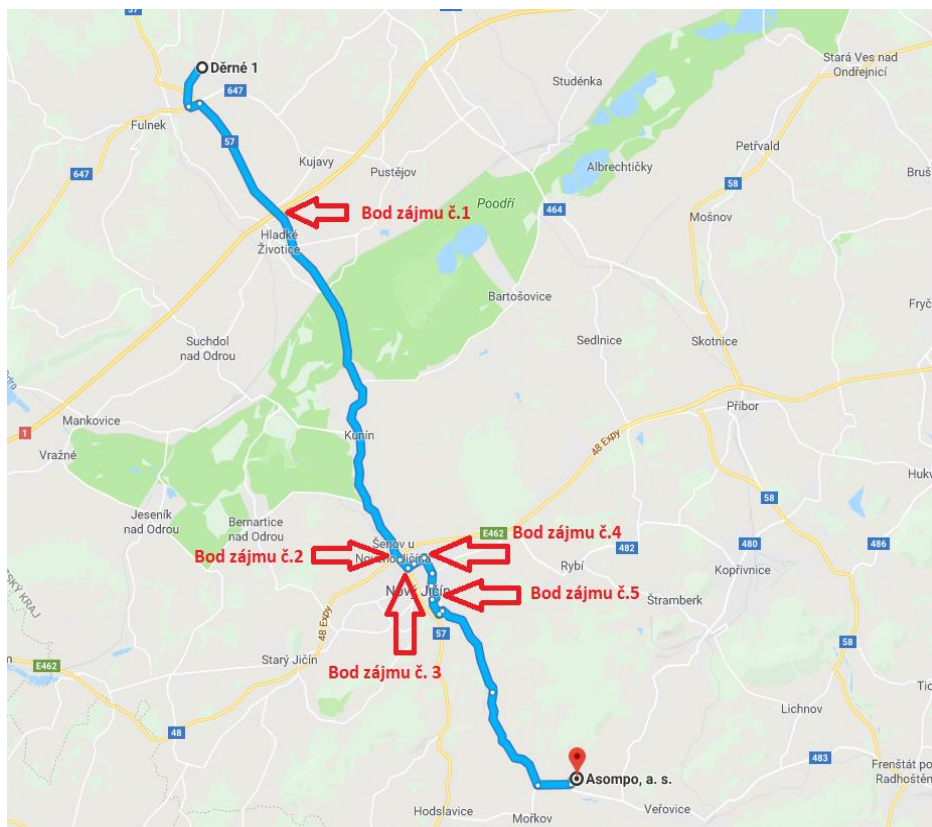 Stará Ves nad
Ondřejnicí
Děrné 1
Studénka
647
Fulnek
57
Kujavy
Petřvald
647
Pustějov
Albrechtičky
58
Bod zájmu č.1
Poodří
464
Mošnov
Hladké
Životice
Bartošovice
Suchdol
nad Odrou
Sedlnice
Skotnice
Příbor
Mankovice
1
Kunín
48 Expy
Vražné
58
Jeseník
nad Odrou
Bernartice
nad Odrou
E462
Bod zájmu č.4
Šenov u
Nového Jičína
482
480
486
Bod zájmu č.2
Rybí
Kopřivnice
Nový Jičín
Bod zájmu č.5
Štramberk
48 Expy
57
Starý Jičín
E462
Bod zájmu č. 3
Lichnov
48
483
Asompo, a. s.
Frenštát po
Radhoštěn
Hodslavice
Mořkov
Veřovice